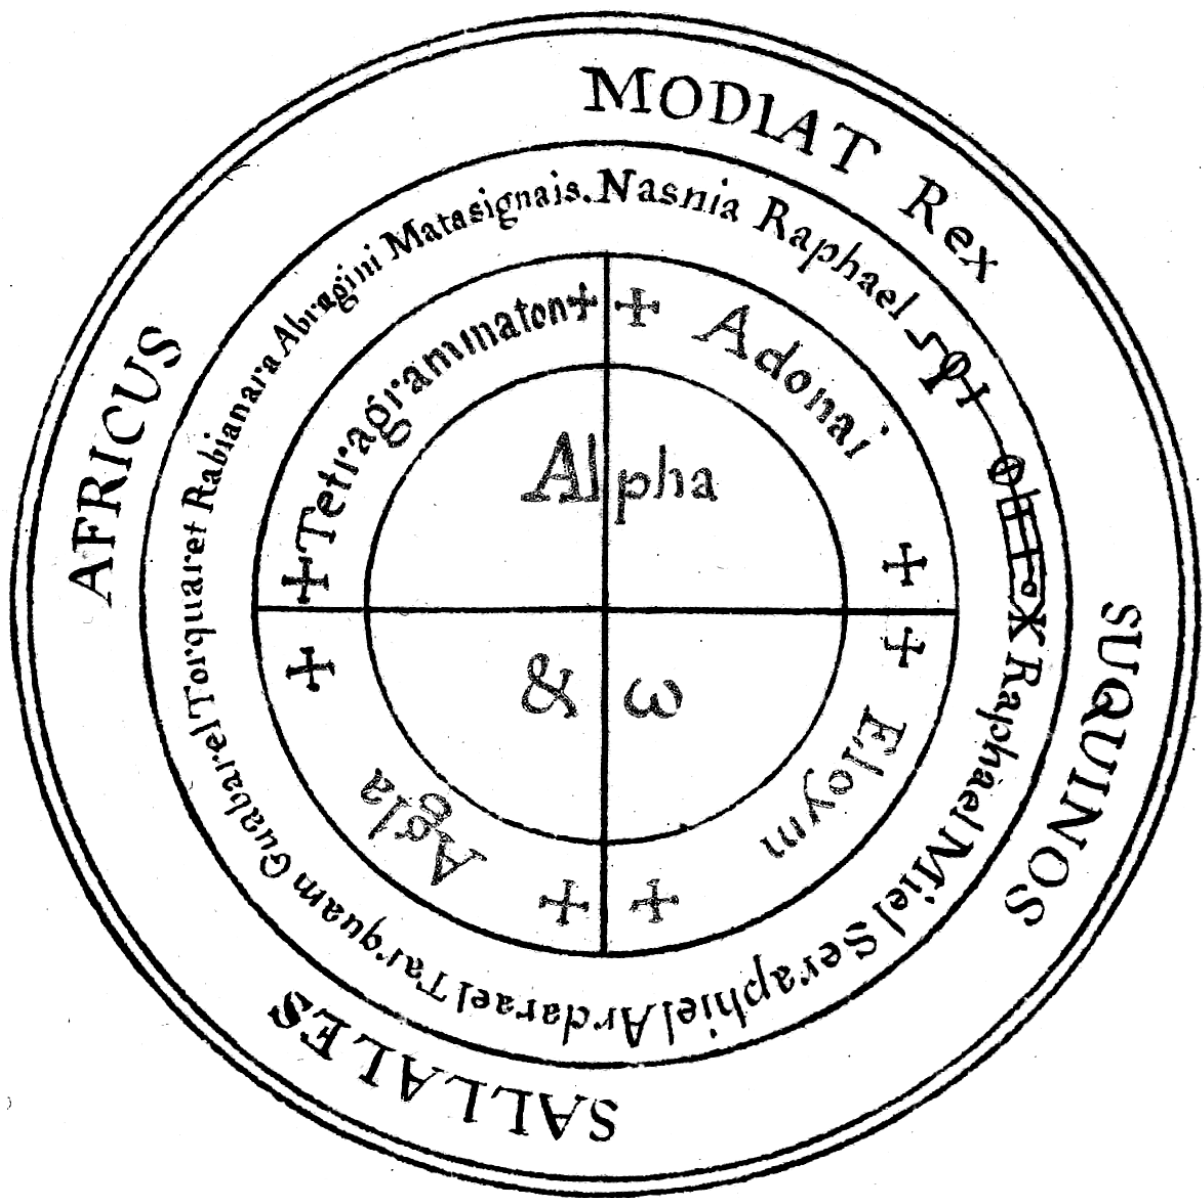 MODIAT Rex
SUQUINOS
SALLALES
AFRICUS
Nasnia Raphael
Raphael Miel Seraphiel Ardarael Tarquam Guabarel Torquaret Rabianara Abragini Matasignais.
+ Adonai +
+ Eloym +
+ Agla +
+ Tetragrammaton +
Alpha
& ω